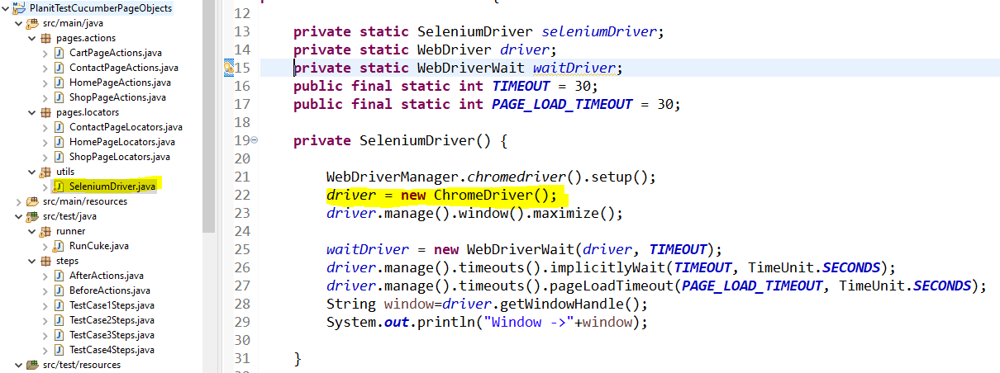 PlanitTestCucumberPageObjects
src/main/java
pages.actions
CartPageActions.java
ContactPageActions.java
HomePageActions.java
ShopPageActions.java
pages.locators
ContactPageLocators.java
HomePageLocators.java
ShopPageLocators.java
utils
SeleniumDriver.java
src/main/resources
src/test/java
runner
RunCuke.java
steps
AfterActions.java
BeforeActions.java
TestCase1Steps.java
TestCase2Steps.java
TestCase3Steps.java
TestCase4Steps.java
src/test/resources
12
13 private static SeleniumDriver seleniumDriver;
14 private static WebDriver driver;
15 private static WebDriverWait waitDriver;
16 public final static int TIMEOUT = 30;
17 public final static int PAGE_LOAD_TIMEOUT = 30;
18
19 private SeleniumDriver() {
20
21 WebDriverManager.chromedriver().setup();
22 driver = new ChromeDriver();
23 driver.manage().window().maximize();
24
25 waitDriver = new WebDriverWait(driver, TIMEOUT);
26 driver.manage().timeouts().implicitlyWait(TIMEOUT, TimeUnit.SECONDS);
27 driver.manage().timeouts().pageLoadTimeout(PAGE_LOAD_TIMEOUT, TimeUnit.SECONDS);
28 String window=driver.getWindowHandle();
29 System.out.println("Window ->"+window);
30
31 }